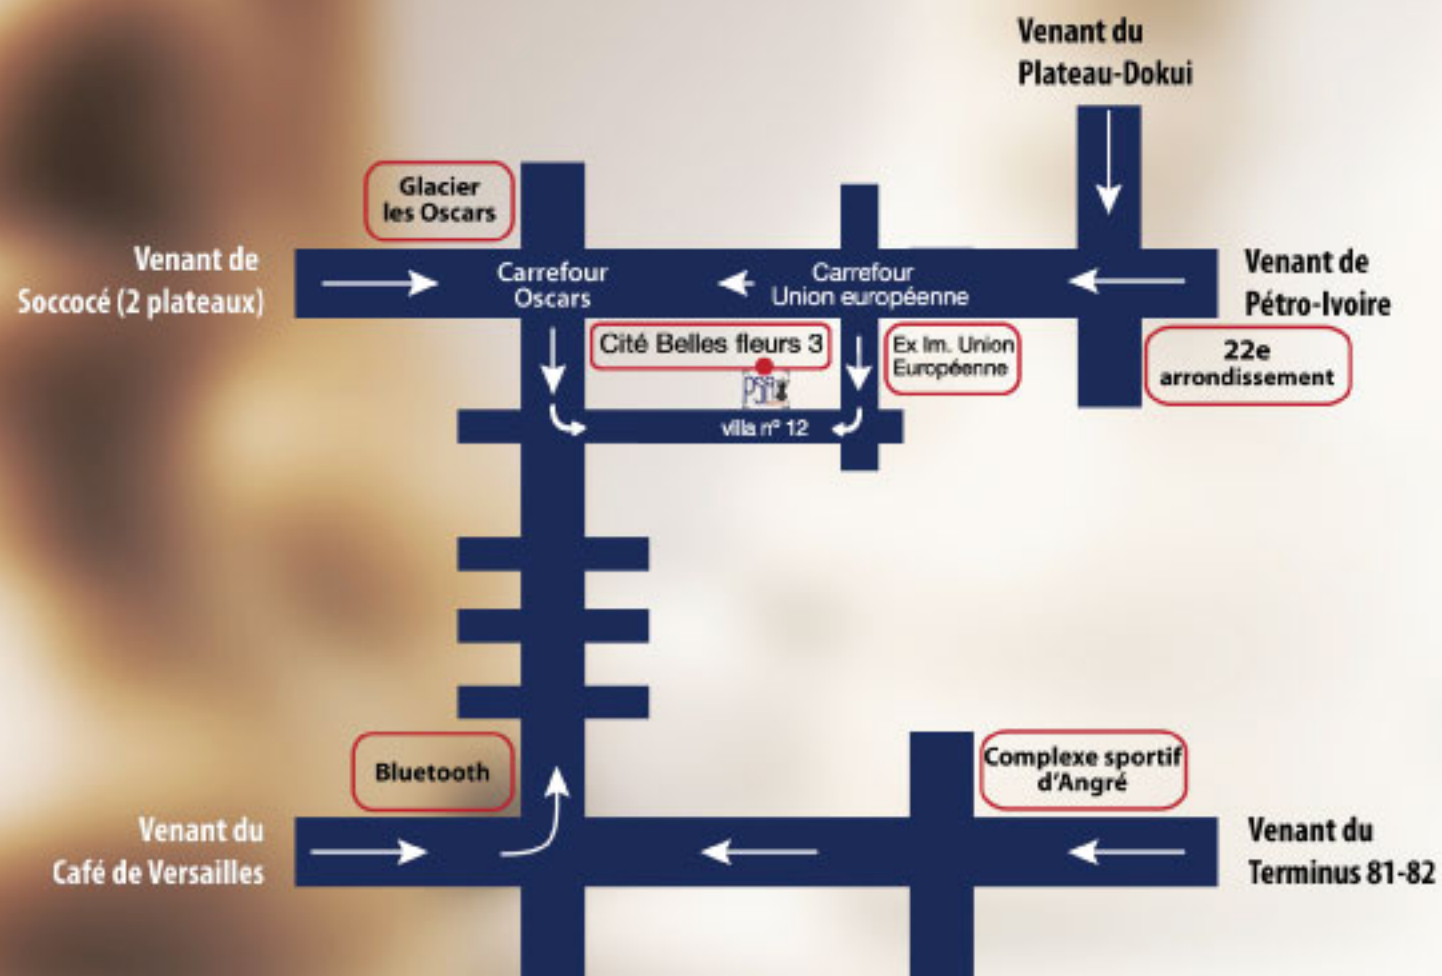 Venant du
Plateau-Dokui
Glacier
les Oscars
Venant de
Soccocé (2 plateaux)
Carrefour
Oscars
Carrefour
Union européenne
Venant de
Pétro-Ivoire
Cité Belles fleurs 3
Ex Im. Union
Européenne
22e
arrondissement
villa n° 12
Bluetooth
Complexe sportif
d'Angré
Venant du
Café de Versailles
Venant du
Terminus 81-82